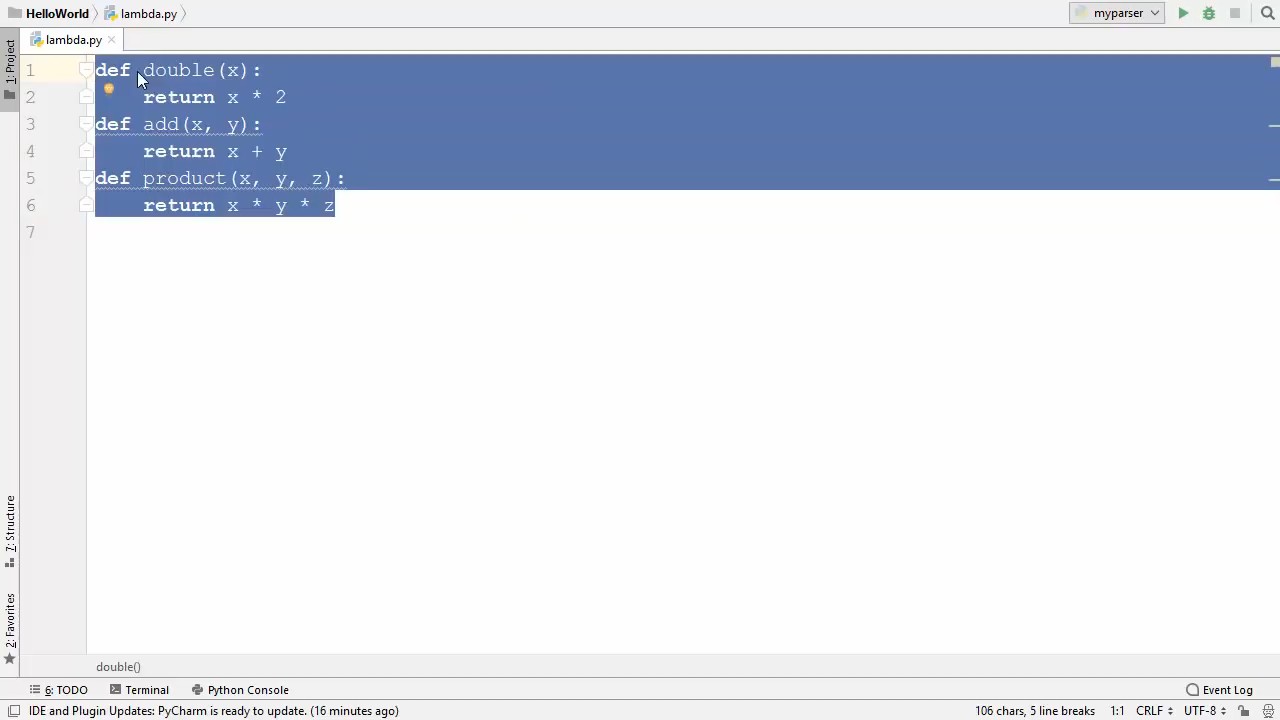 HelloWorld lambda.py myparser
lambda.py
1: Project
1 def double(x):
2 return x * 2
3 def add(x, y):
4 return x + y
5 def product(x, y, z):
6 return x * y * z
7
7: Structure
2: Favorites
double()
6: TODO Terminal Python Console Event Log
IDE and Plugin Updates: PyCharm is ready to update. (16 minutes ago) 106 chars, 5 line breaks 1:1 CRLF UTF-8